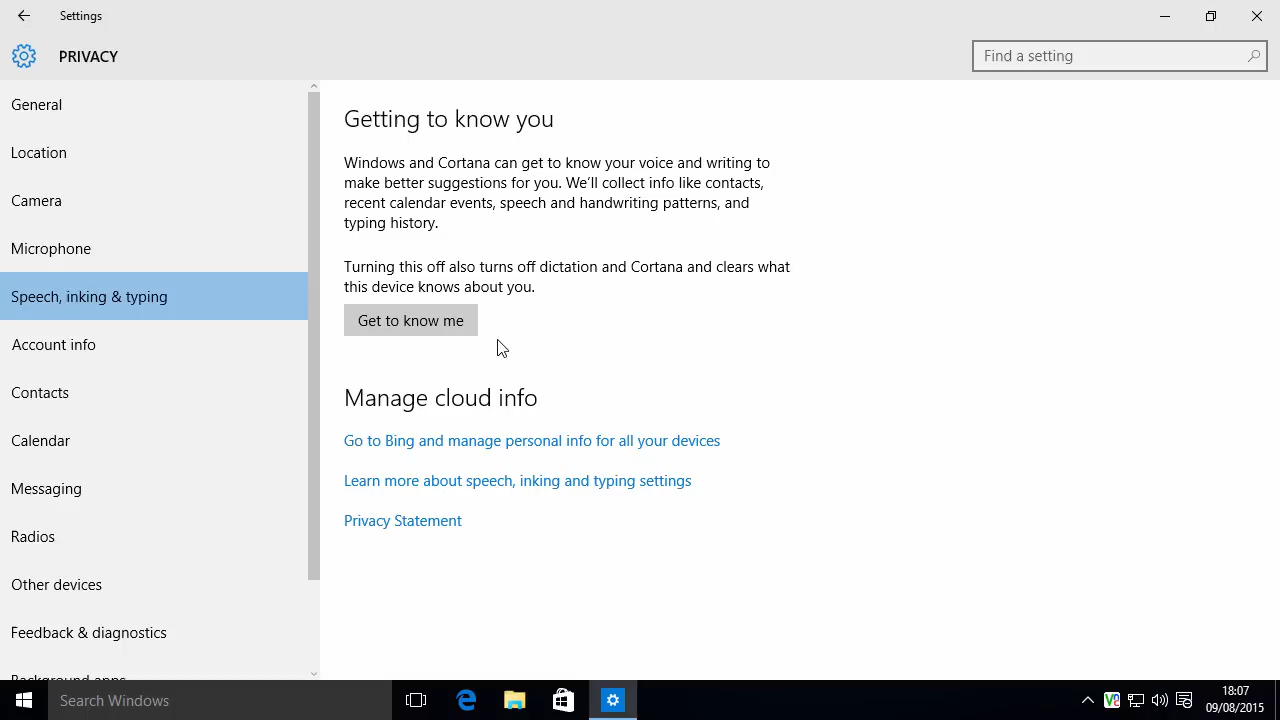 Settings
PRIVACY
Find a setting
General
Location
Camera
Microphone
Speech, inking & typing
Account info
Contacts
Calendar
Messaging
Radios
Other devices
Feedback & diagnostics
Background apps
Getting to know you
Windows and Cortana can get to know your voice and writing to
make better suggestions for you. We'll collect info like contacts,
recent calendar events, speech and handwriting patterns, and
typing history.
Turning this off also turns off dictation and Cortana and clears what
this device knows about you.
Get to know me
Manage cloud info
Go to Bing and manage personal info for all your devices
Learn more about speech, inking and typing settings
Privacy Statement
Search Windows
18:07
09/08/2015